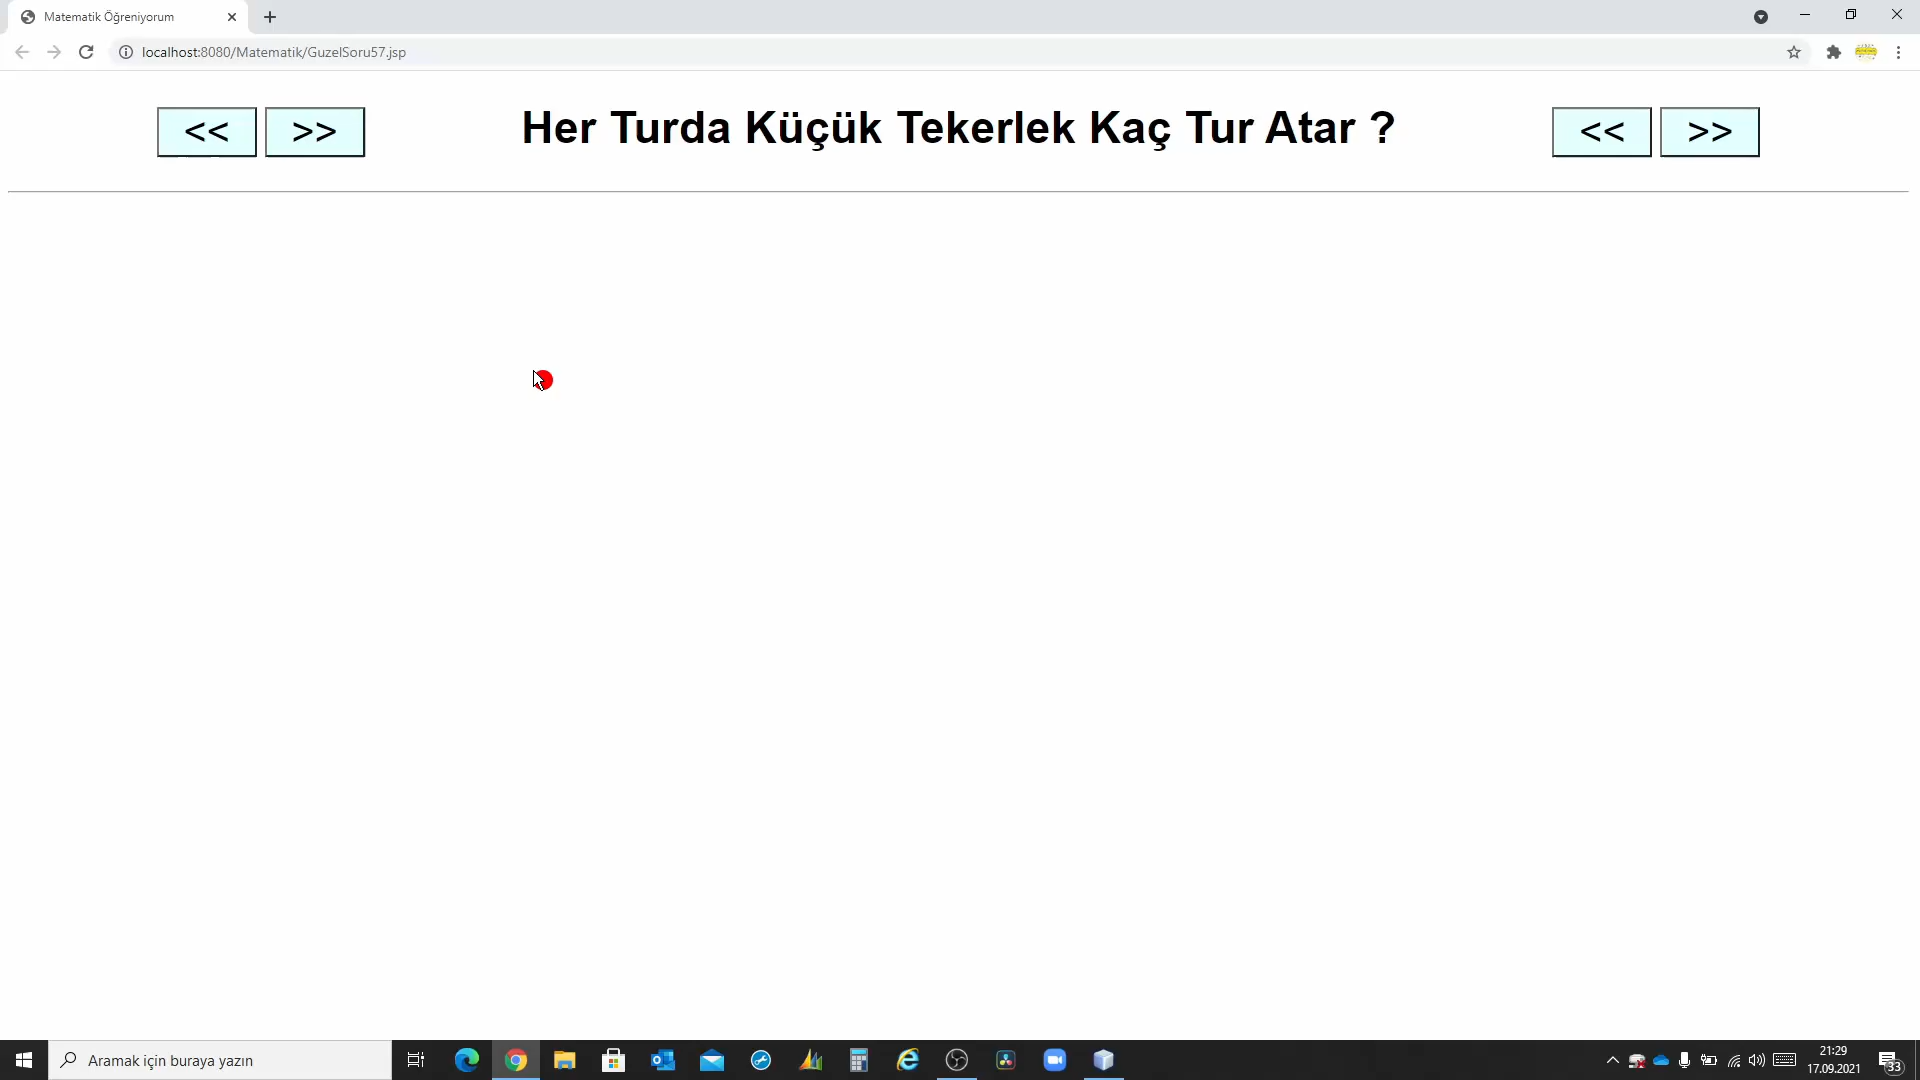 Matematik Öğreniyorum
localhost:8080/Matematik/GuzelSoru57.jsp
<< >> Her Turda Küçük Tekerlek Kaç Tur Atar ? << >>
Aramak için buraya yazın
21:29
17.09.2021
33